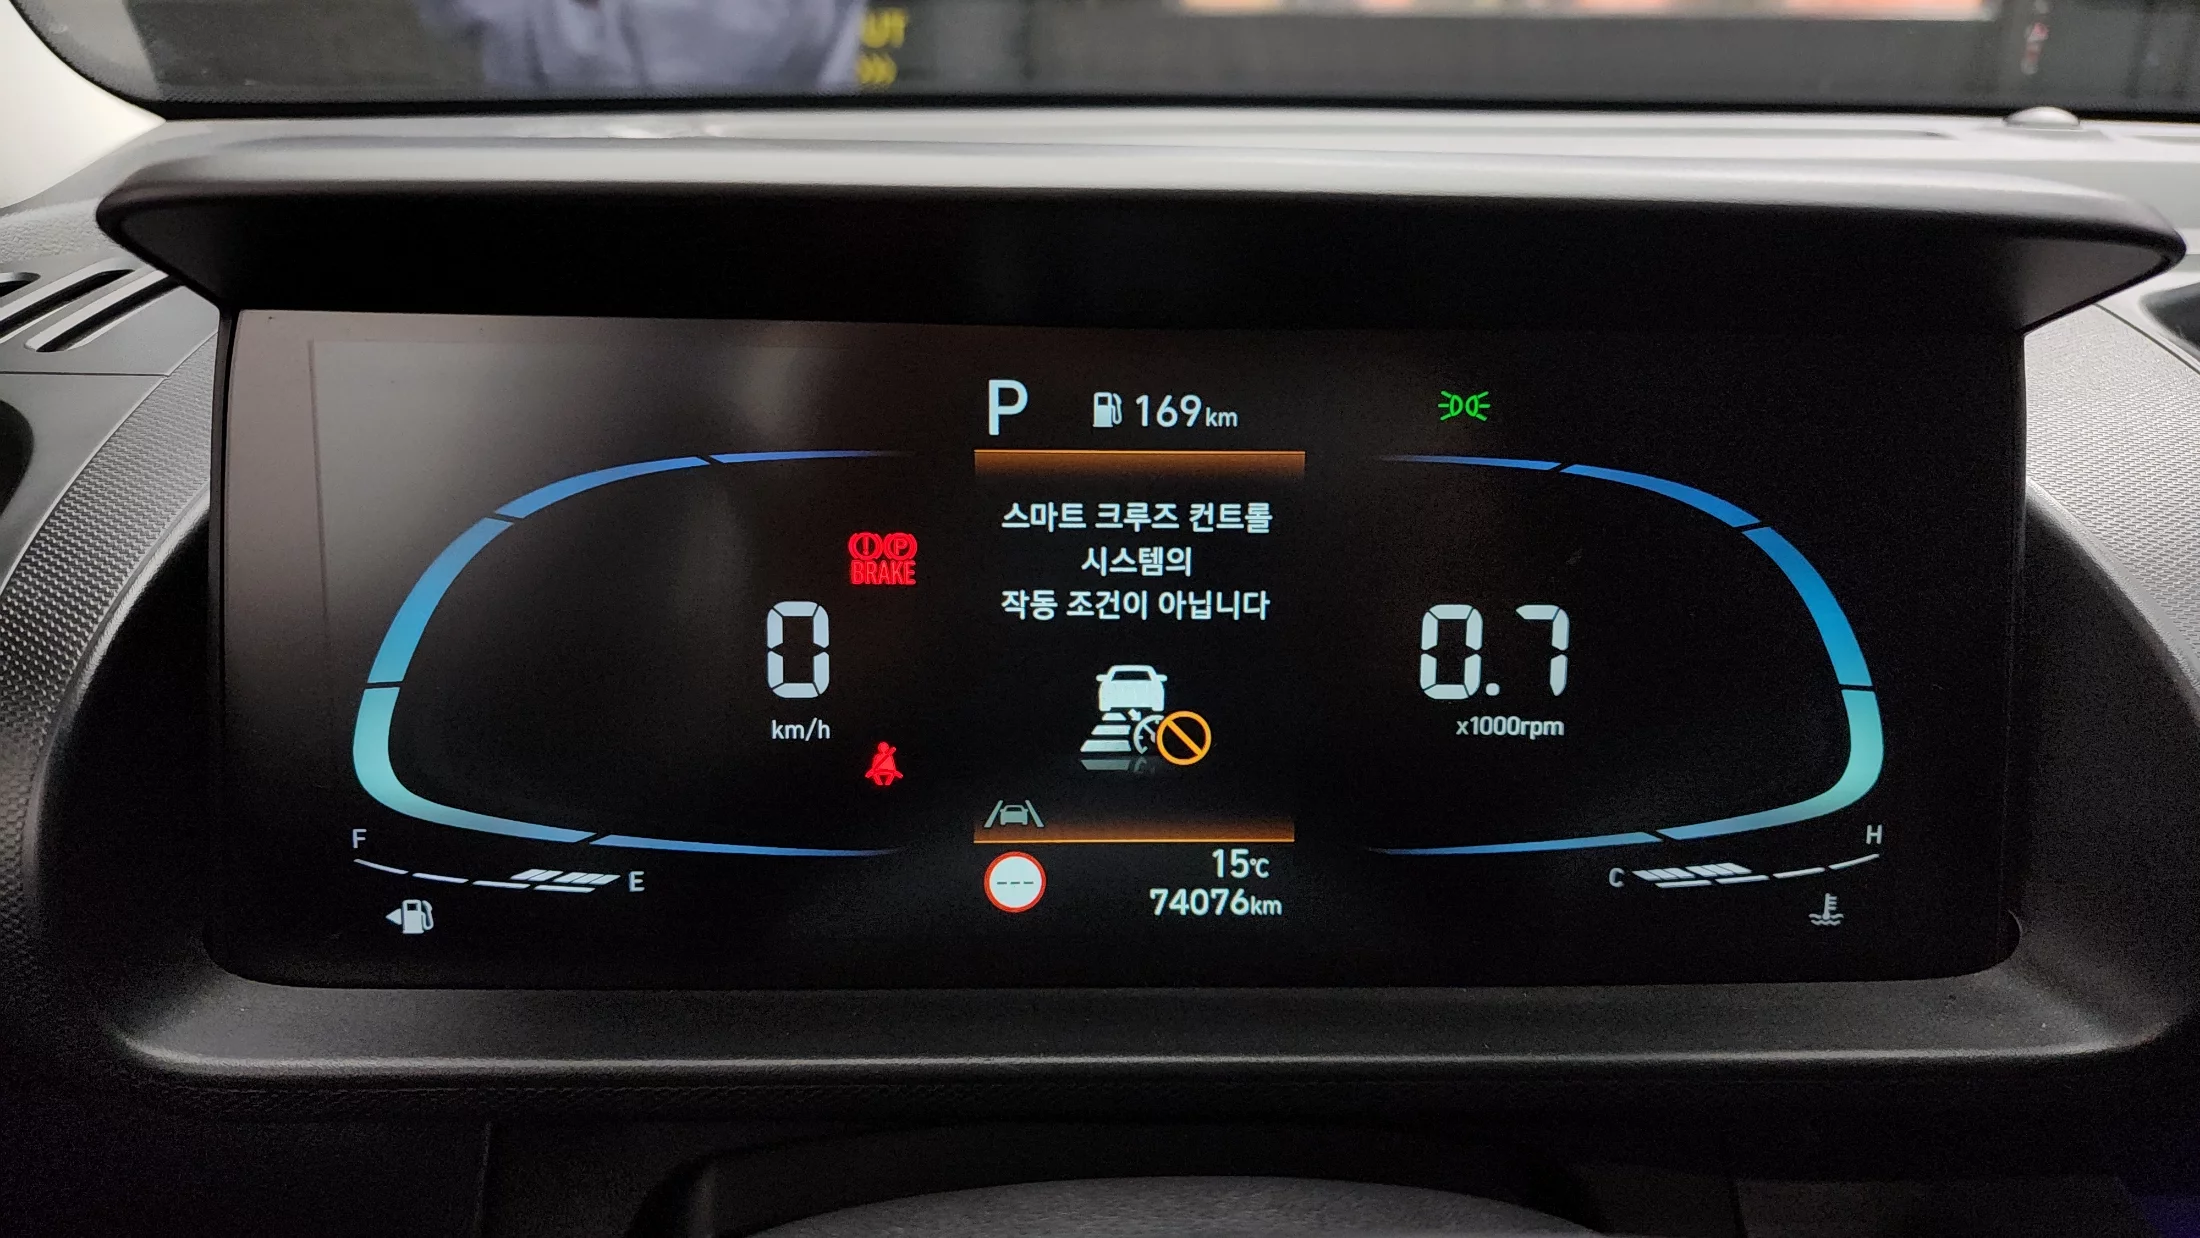 UT
P 169km
스마트 크루즈 컨트롤
시스템의
작동 조건이 아닙니다
(!)(P)
BRAKE
0
km/h
0.7
x1000rpm
F
E
C
H
---
15℃
74076km